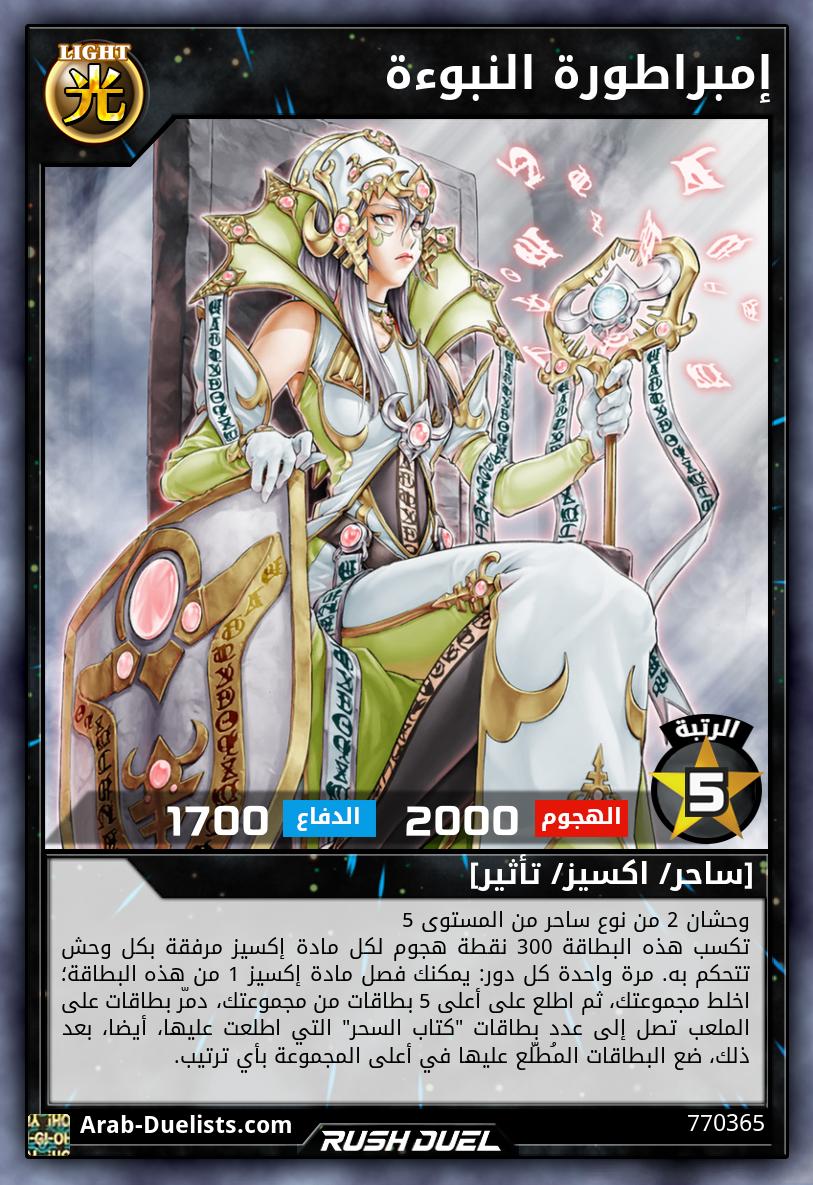 إمبراطورة النبوءة
LIGHT
光
الرتبة
5
الهجوم 2000 الدفاع 1700
[ساحر/ اكسيز/ تأثير]
وحشان 2 من نوع ساحر من المستوى 5
تكسب هذه البطاقة 300 نقطة هجوم لكل مادة إكسيز مرفقة بكل وحش
تتحكم به. مرة واحدة كل دور: يمكنك فصل مادة إكسيز 1 من هذه البطاقة؛
اخلط مجموعتك، ثم اطلع على أعلى 5 بطاقات من مجموعتك، دمّر بطاقات على
الملعب تصل إلى عدد بطاقات "كتاب السحر" التي اطلعت عليها، أيضا، بعد
ذلك، ضع البطاقات المُطلّع عليها في أعلى المجموعة بأي ترتيب.
770365
RUSH DUEL
Arab-Duelists.com